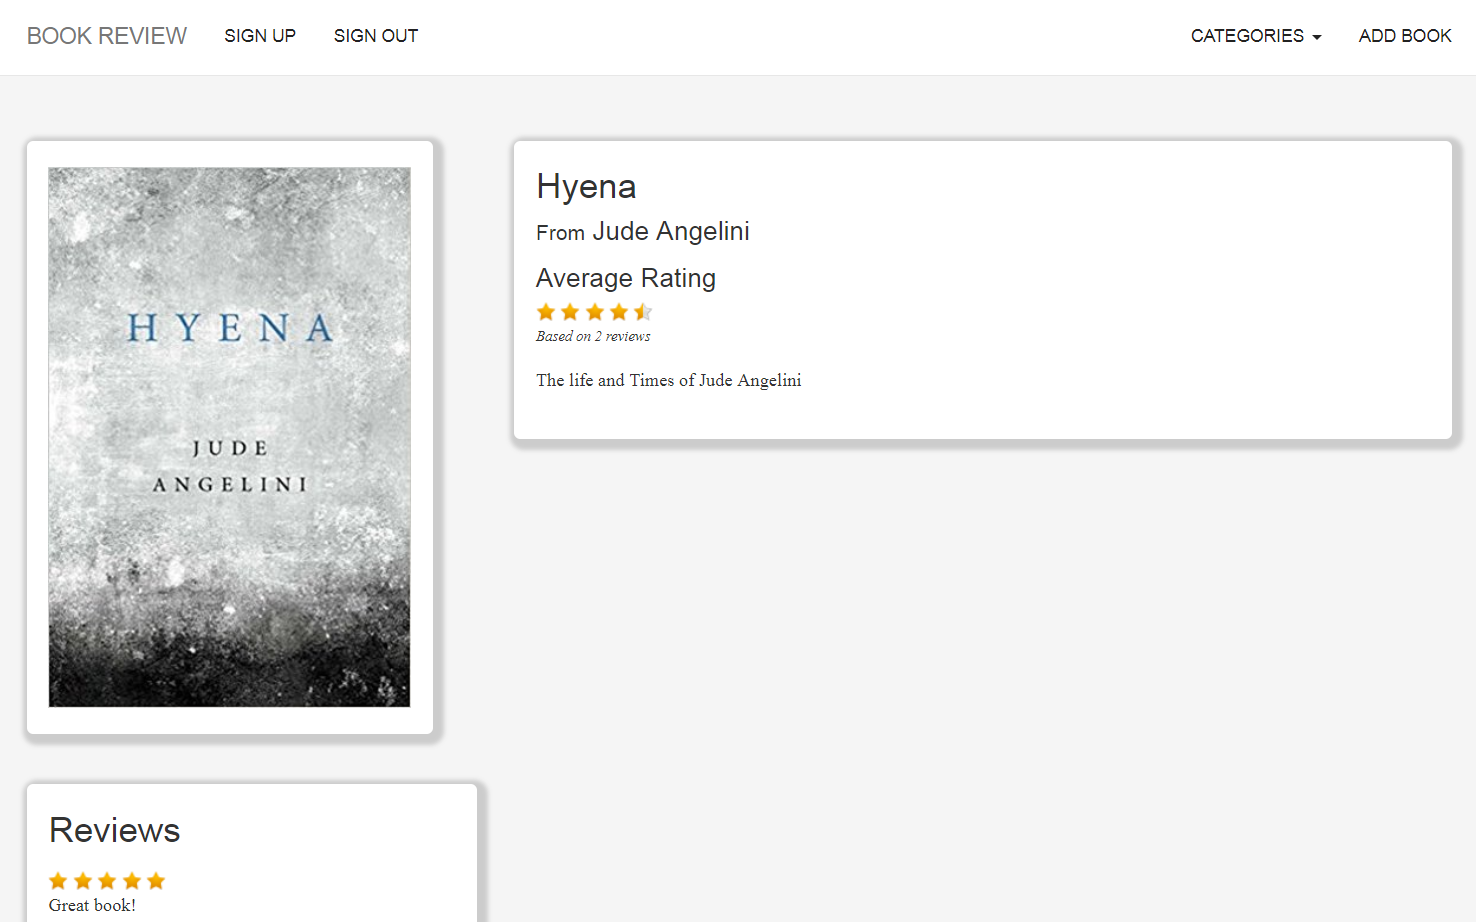 BOOK REVIEW SIGN UP SIGN OUT CATEGORIES ADD BOOK
HYENA
JUDE
ANGELINI
Hyena
From Jude Angelini
Average Rating
Based on 2 reviews
The life and Times of Jude Angelini
Reviews
Great book!